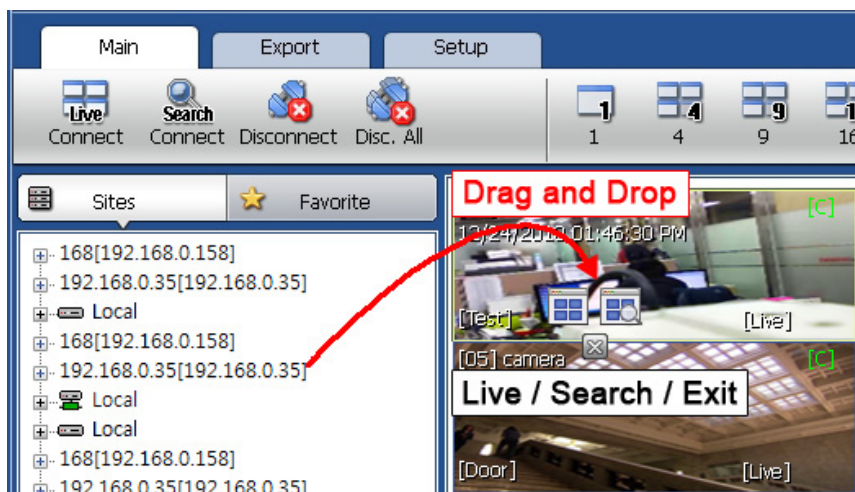 Main Export Setup
Live Search 1 4 9
Connect Connect Disconnect Disc. All 1 4 9 16
Sites Favorite
Drag and Drop
[C]
01:46:30 PM
168[192.168.0.158]
192.168.0.35[192.168.0.35]
Local
168[192.168.0.158]
192.168.0.35[192.168.0.35]
Local
Local
168[192.168.0.158]
192.168.0.35[192.168.0.35]
[Test] [Live]
[05] camera [C]
Live / Search / Exit
[Door] [Live]